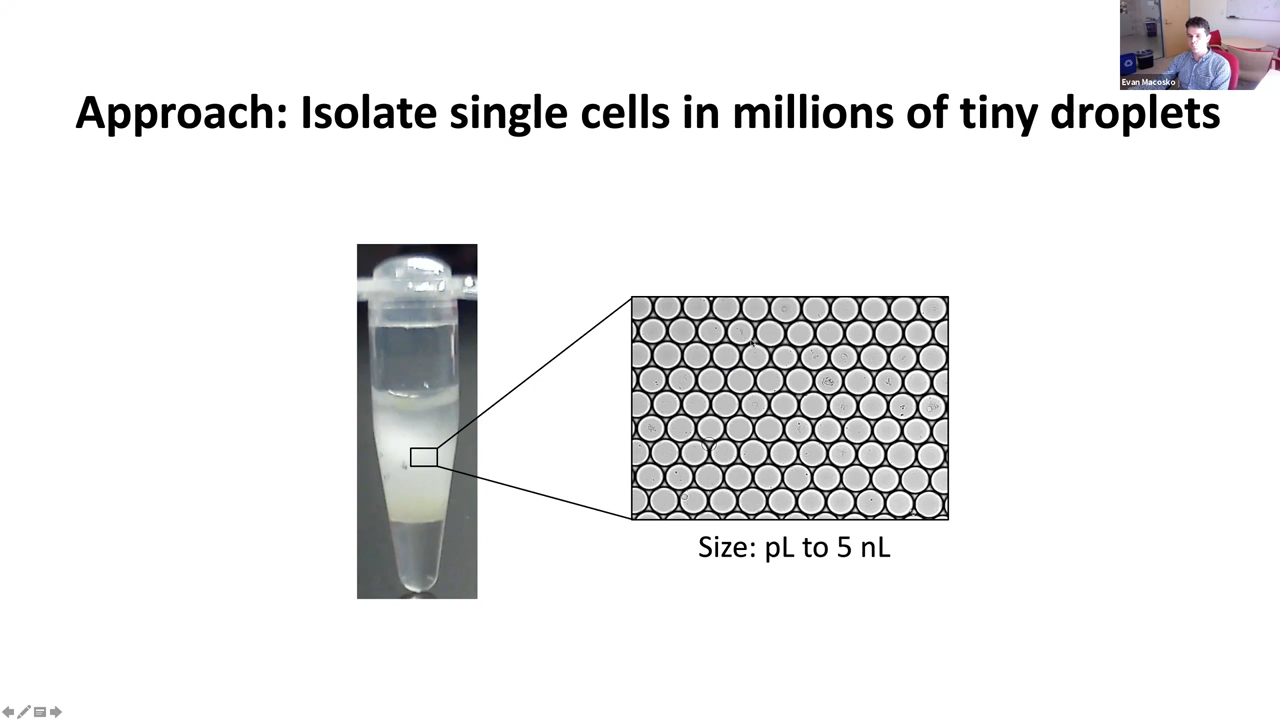 Evan Macosko
Approach: Isolate single cells in millions of tiny droplets
Size: pL to 5 nL